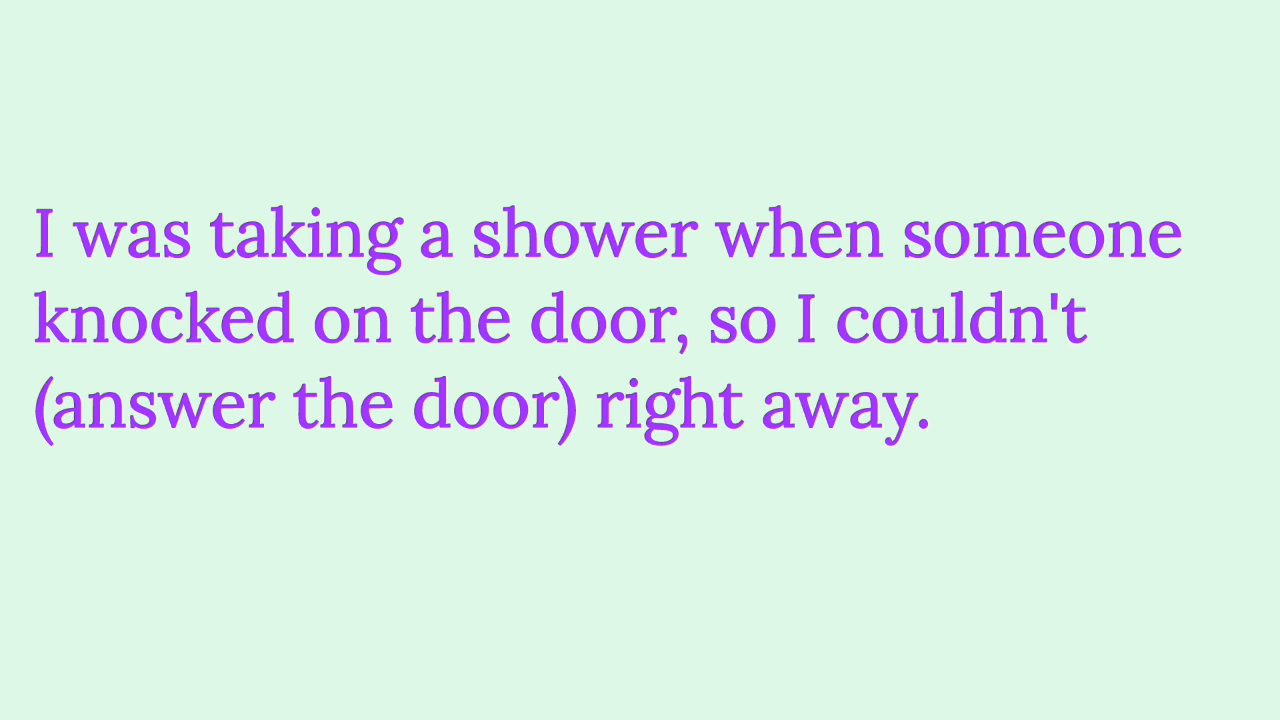 I was taking a shower when someone
knocked on the door, so I couldn't
(answer the door) right away.